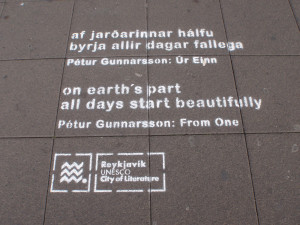 af jarðarinnar hálfu
byrja allir dagar fallega
Pétur Gunnarsson: Úr Einn
on earth's part
all days start beautifully
Pétur Gunnarsson: From One
Reykjavík
UNESCO
City of Literature